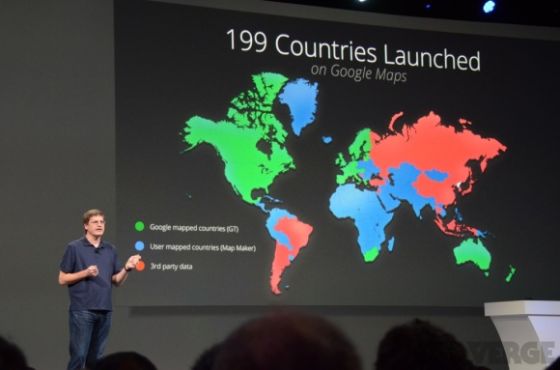 199 Countries Launched
on Google Maps
Google mapped countries (GT)
User mapped countries (Map Maker)
3rd party data
VERGE